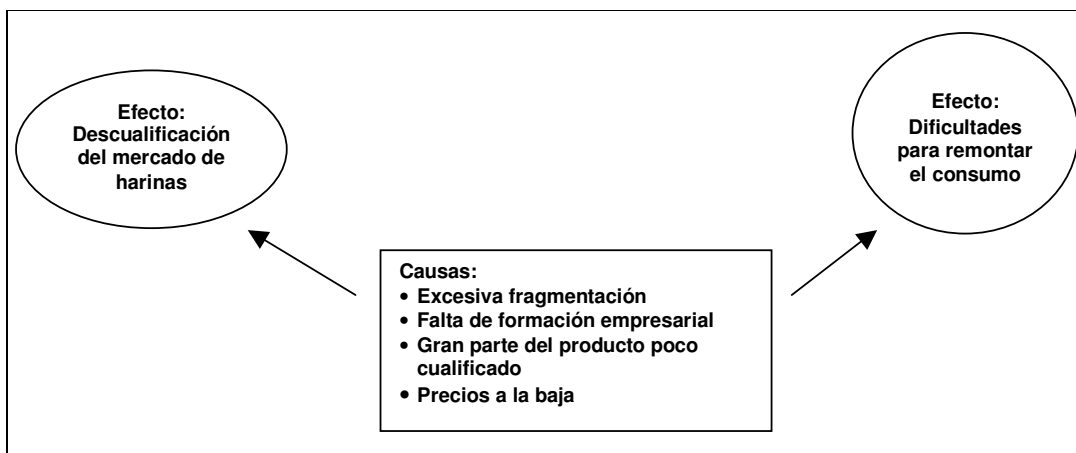 Efecto:
Descualificación
del mercado de
harinas
Efecto:
Dificultades
para remontar
el consumo
Causas:
• Excesiva fragmentación
• Falta de formación empresarial
• Gran parte del producto poco
cualificado
• Precios a la baja